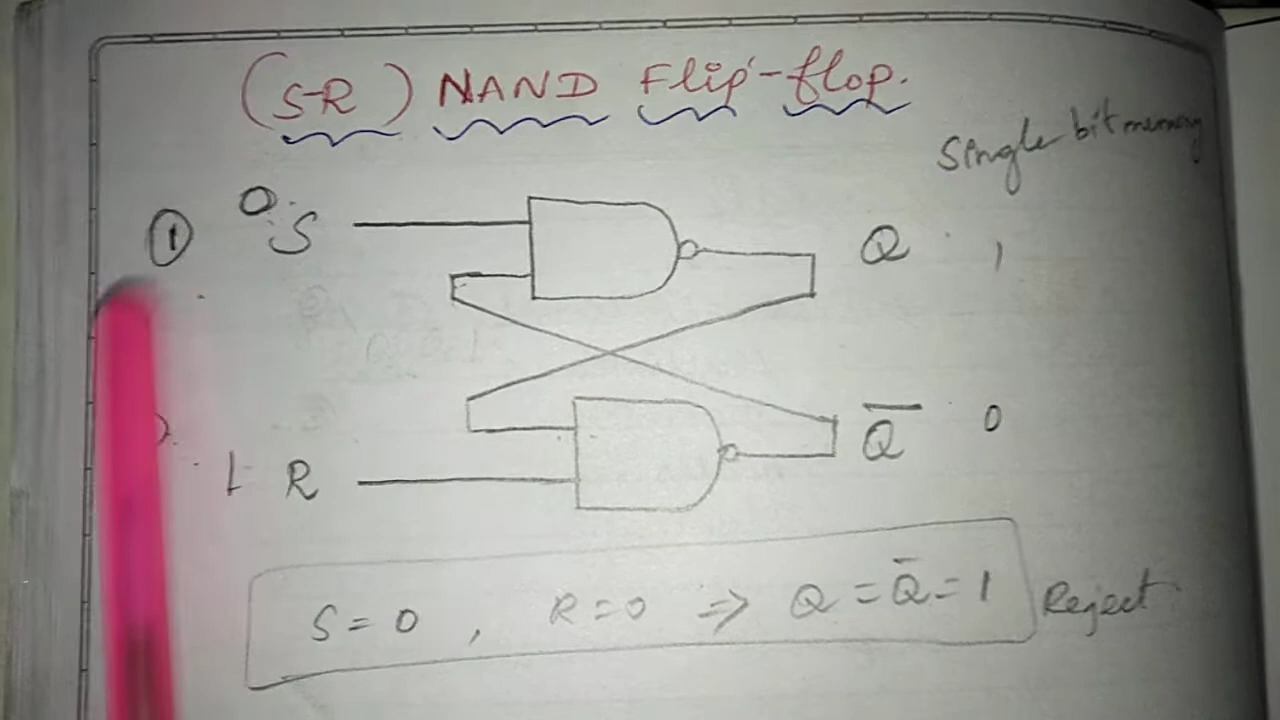 (S-R) NAND Flip-flop.
Single bit memory
① 0 S Q 1
1 R Q̅ 0
S = 0 , R = 0 ⇒ Q = Q̅ = 1 Reject